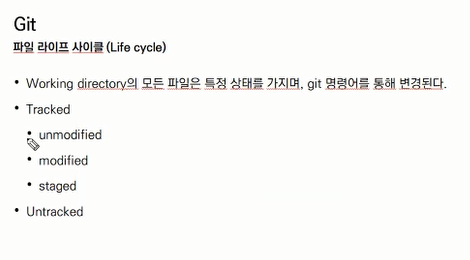 Git
파일 라이프 사이클 (Life cycle)
• Working directory의 모든 파일은 특정 상태를 가지며, git 명령어를 통해 변경된다.
• Tracked
• unmodified
• modified
• staged
• Untracked